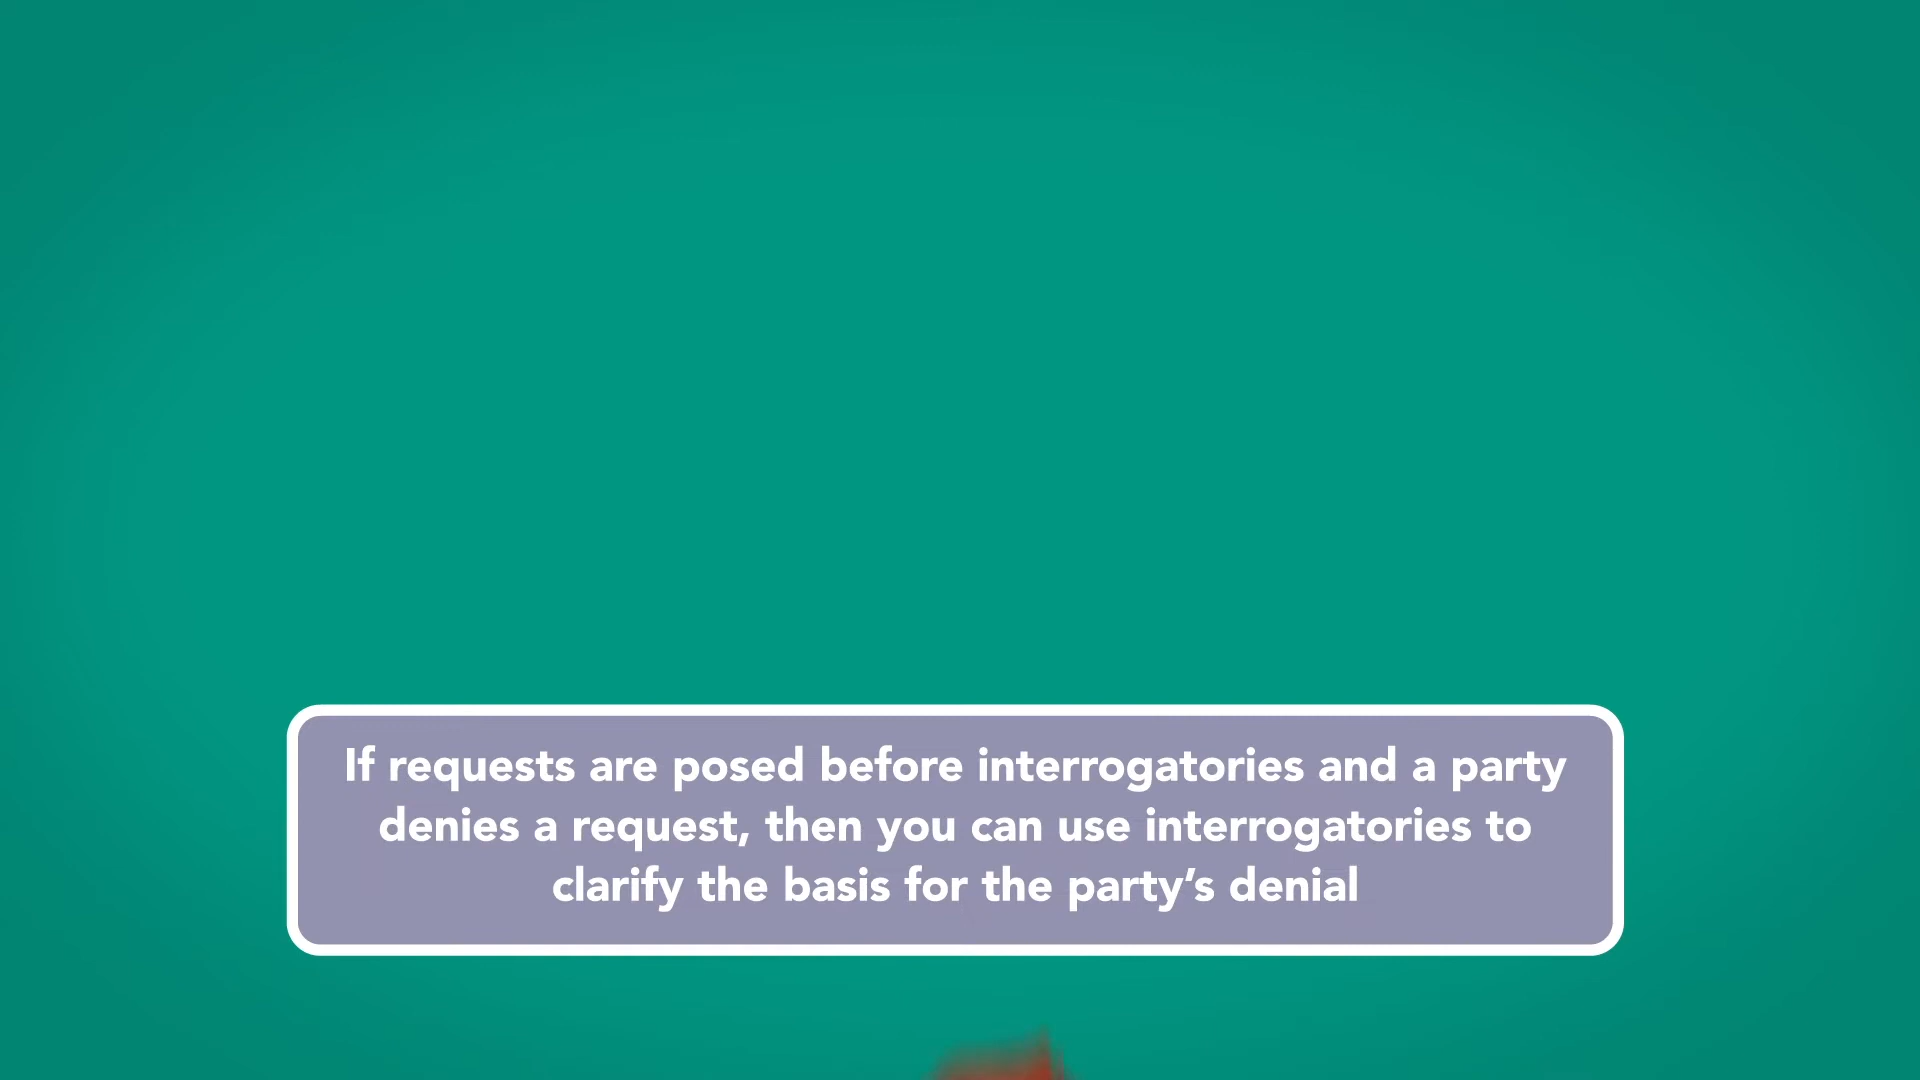 If requests are posed before interrogatories and a party
denies a request, then you can use interrogatories to
clarify the basis for the party’s denial